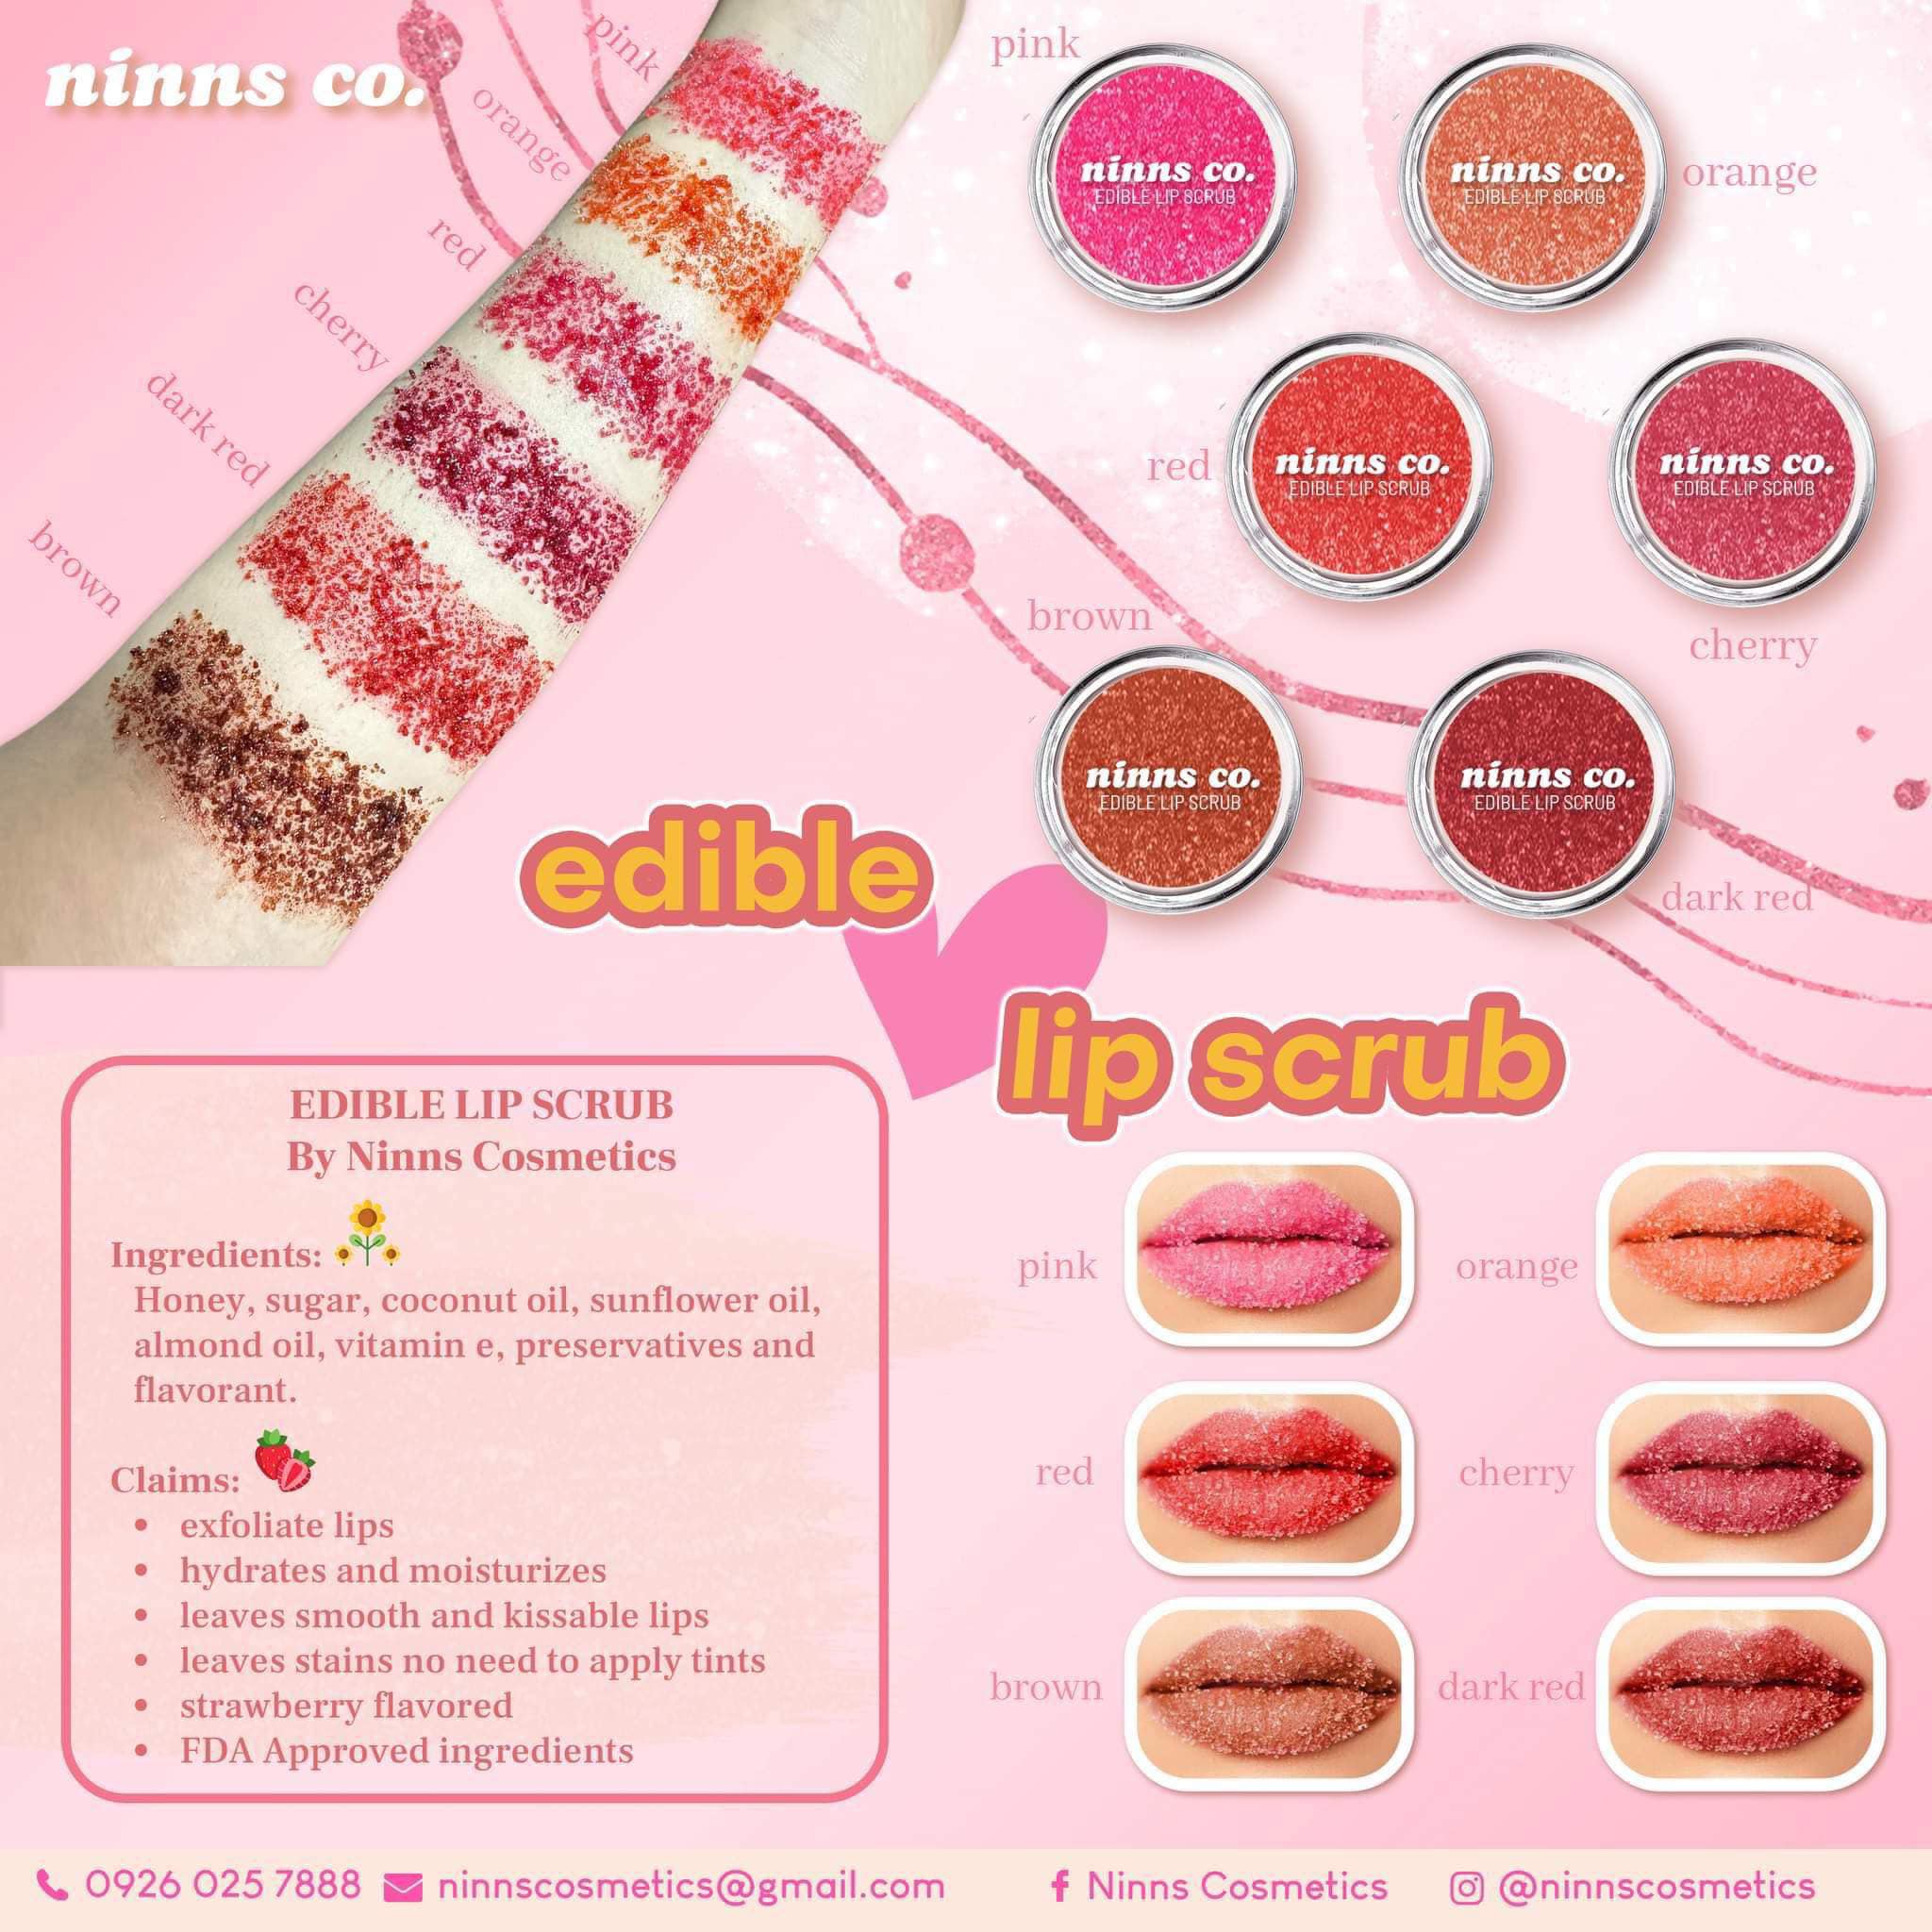 ninns co.
pink
orange
red
cherry
dark red
brown
pink
ninns co.
EDIBLE LIP SCRUB
ninns co.
EDIBLE LIP SCRUB
orange
red
ninns co.
EDIBLE LIP SCRUB
ninns co.
EDIBLE LIP SCRUB
cherry
brown
ninns co.
EDIBLE LIP SCRUB
ninns co.
EDIBLE LIP SCRUB
dark red
edible
lip scrub
EDIBLE LIP SCRUB
By Ninns Cosmetics
Ingredients:
Honey, sugar, coconut oil, sunflower oil,
almond oil, vitamin e, preservatives and
flavorant.
Claims:
• exfoliate lips
• hydrates and moisturizes
• leaves smooth and kissable lips
• leaves stains no need to apply tints
• strawberry flavored
• FDA Approved ingredients
pink
orange
red
cherry
brown
dark red
0926 025 7888 ninnscosmetics@gmail.com Ninns Cosmetics @ninnscosmetics